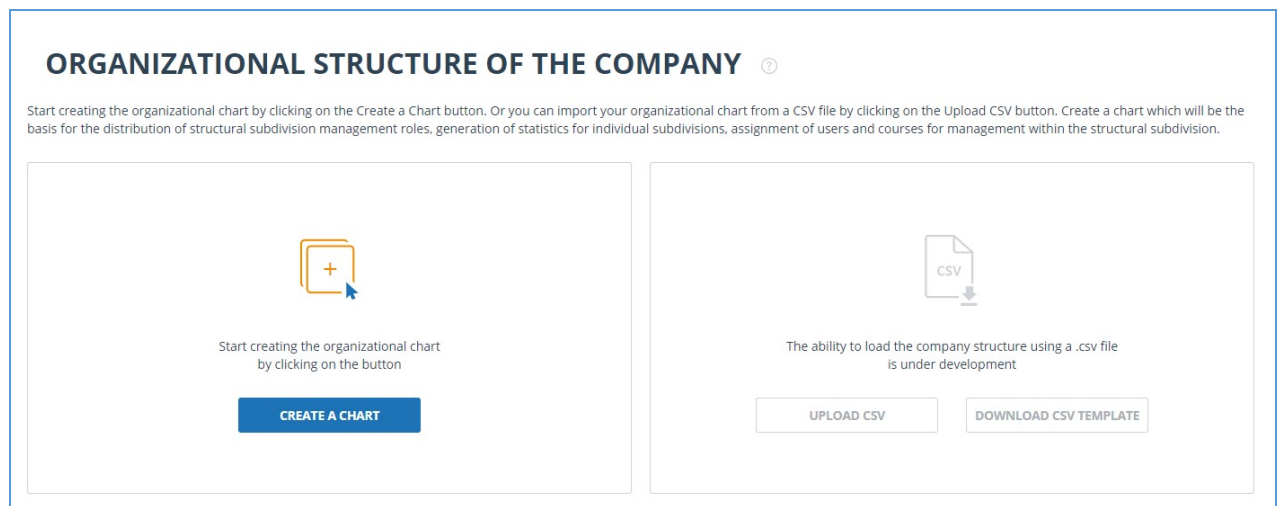 ORGANIZATIONAL STRUCTURE OF THE COMPANY ?
Start creating the organizational chart by clicking on the Create a Chart button. Or you can import your organizational chart from a CSV file by clicking on the Upload CSV button. Create a chart which will be the
basis for the distribution of structural subdivision management roles, generation of statistics for individual subdivisions, assignment of users and courses for management within the structural subdivision.
+
Start creating the organizational chart
by clicking on the button
CREATE A CHART
CSV
The ability to load the company structure using a .csv file
is under development
UPLOAD CSV
DOWNLOAD CSV TEMPLATE